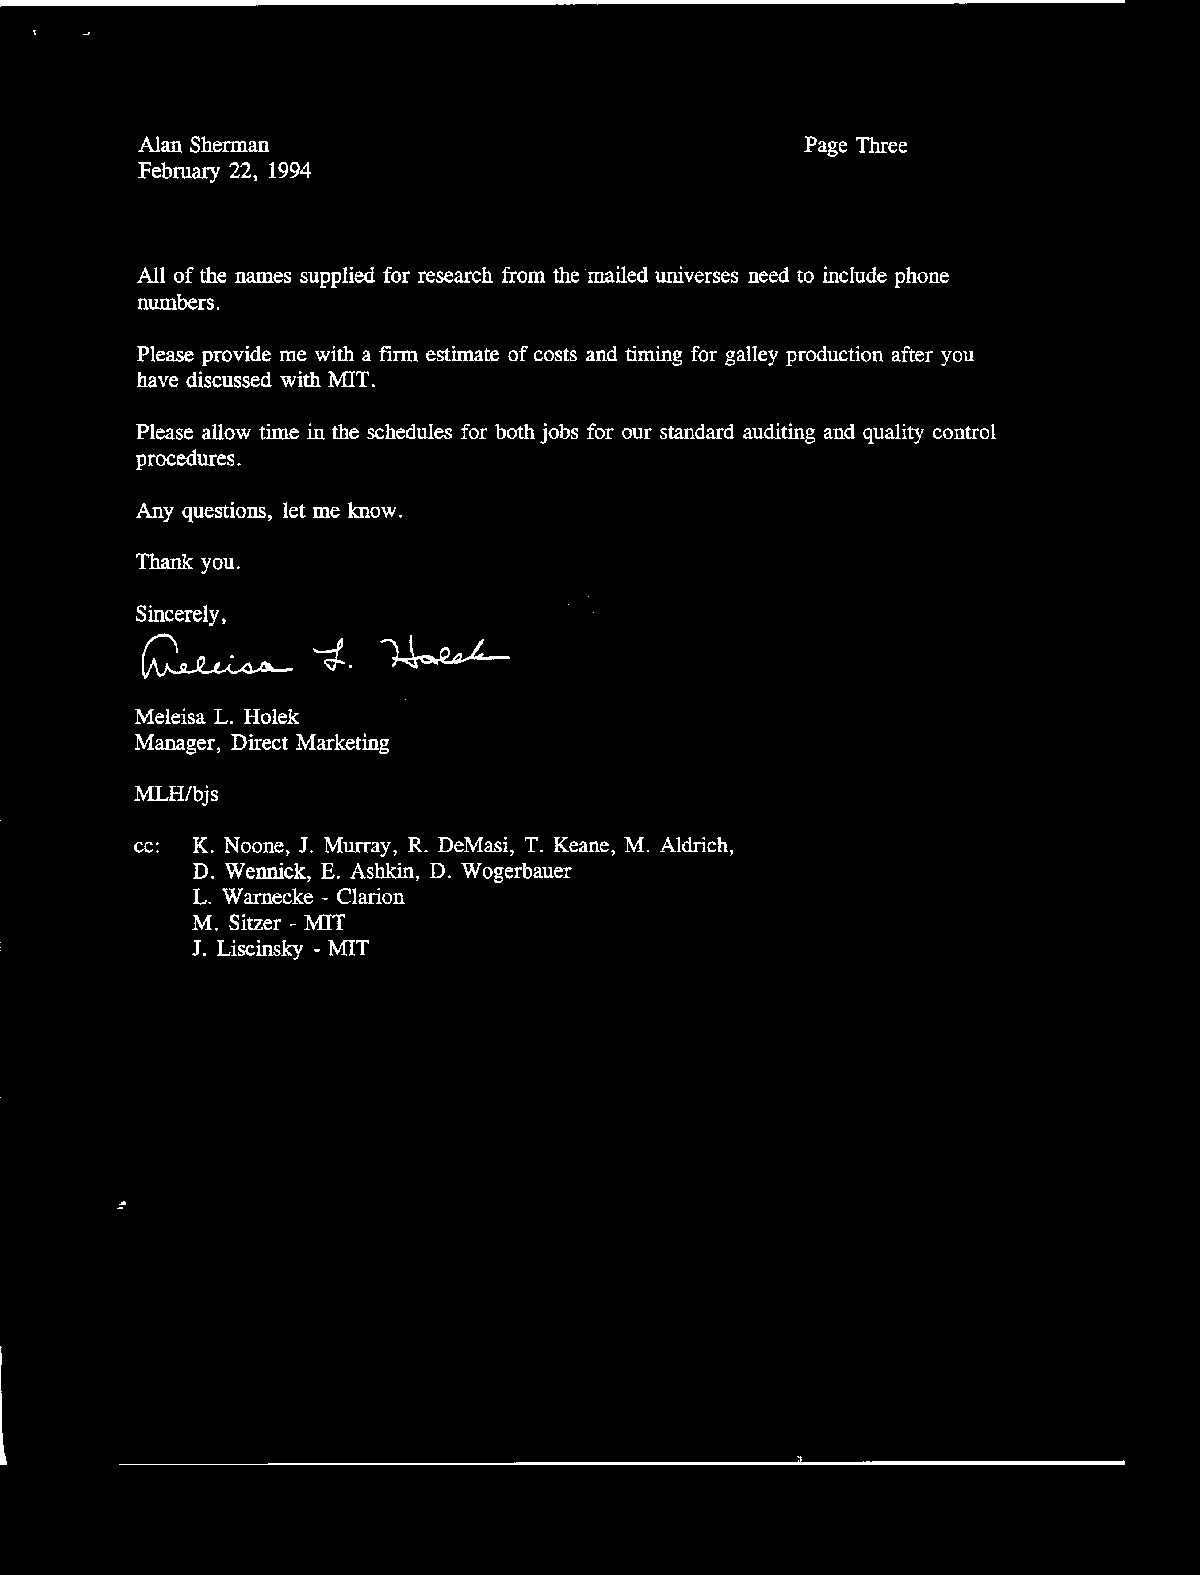 Alan Sherman Page Three
February 22, 1994
All of the names supplied for research from the mailed universes need to include phone
numbers.
Please provide me with a firm estimate of costs and timing for galley production after you
have discussed with MIT.
Please allow time in the schedules for both jobs for our standard auditing and quality control
procedures.
Any questions, let me know.
Thank you.
Sincerely,
Meleisa L. Holek
Meleisa L. Holek
Manager, Direct Marketing
MLH/bjs
cc: K. Noone, J. Murray, R. DeMasi, T. Keane, M. Aldrich,
D. Wennick, E. Ashkin, D. Wogerbauer
L. Warnecke - Clarion
M. Sitzer - MIT
J. Liscinsky - MIT